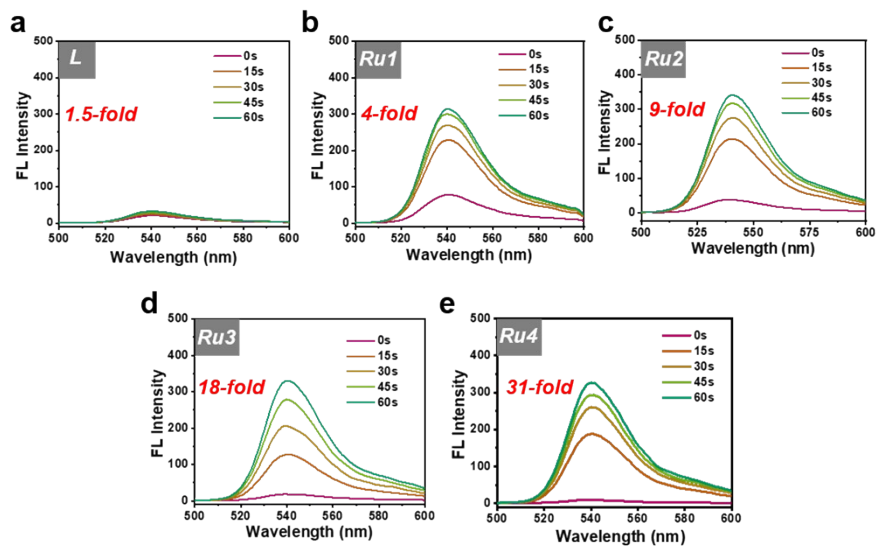 a
L
1.5-fold
0s
15s
30s
45s
60s
FL Intensity
500
400
300
200
100
0
500 520 540 560 580 600
Wavelength (nm)
b
Ru1
4-fold
0s
15s
30s
45s
60s
FL Intensity
500
400
300
200
100
0
500 520 540 560 580 600
Wavelength (nm)
c
Ru2
9-fold
0s
15s
30s
45s
60s
FL Intensity
500
400
300
200
100
0
500 525 550 575 600
Wavelength (nm)
d
Ru3
18-fold
0s
15s
30s
45s
60s
FL Intensity
500
400
300
200
100
0
500 520 540 560 580 600
Wavelength (nm)
e
Ru4
31-fold
0s
15s
30s
45s
60s
FL Intensity
500
400
300
200
100
0
500 520 540 560 580 600
Wavelength (nm)